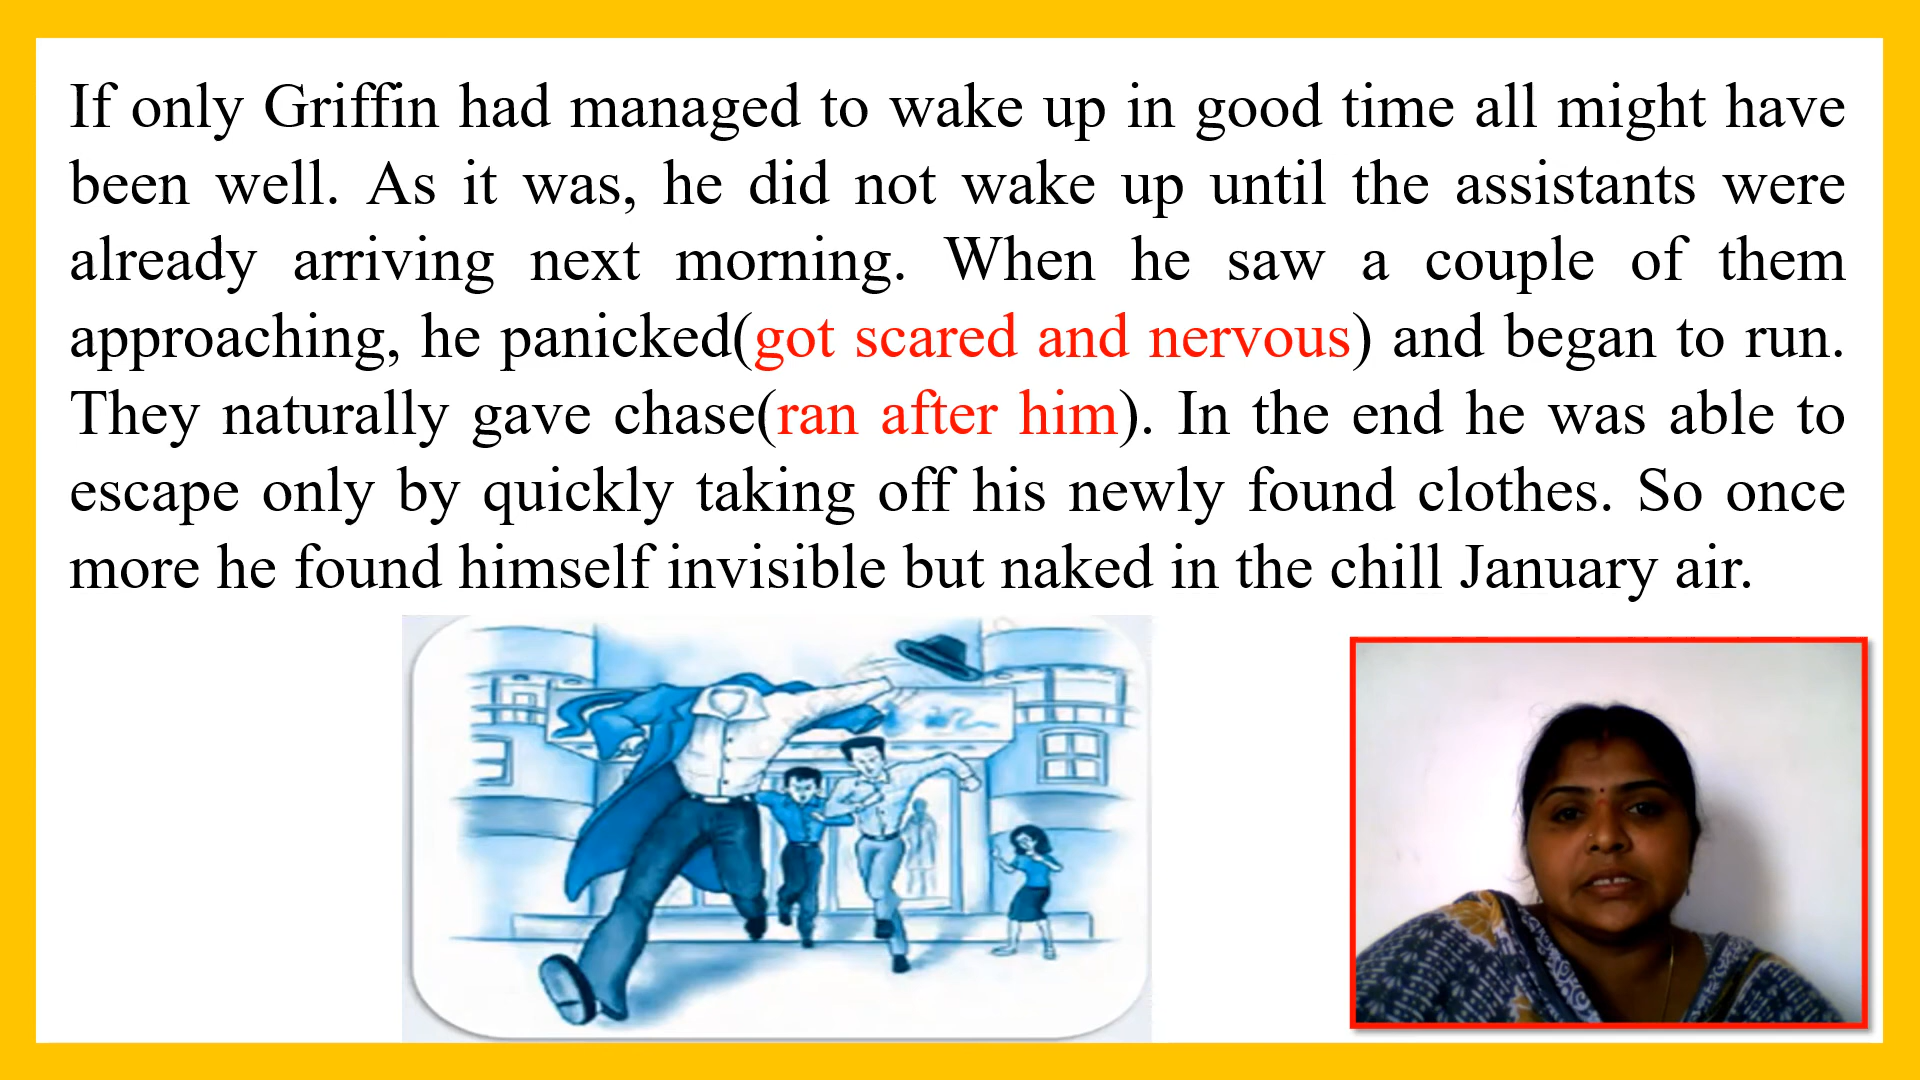 If only Griffin had managed to wake up in good time all might have
been well. As it was, he did not wake up until the assistants were
already arriving next morning. When he saw a couple of them
approaching, he panicked(got scared and nervous) and began to run.
They naturally gave chase(ran after him). In the end he was able to
escape only by quickly taking off his newly found clothes. So once
more he found himself invisible but naked in the chill January air.